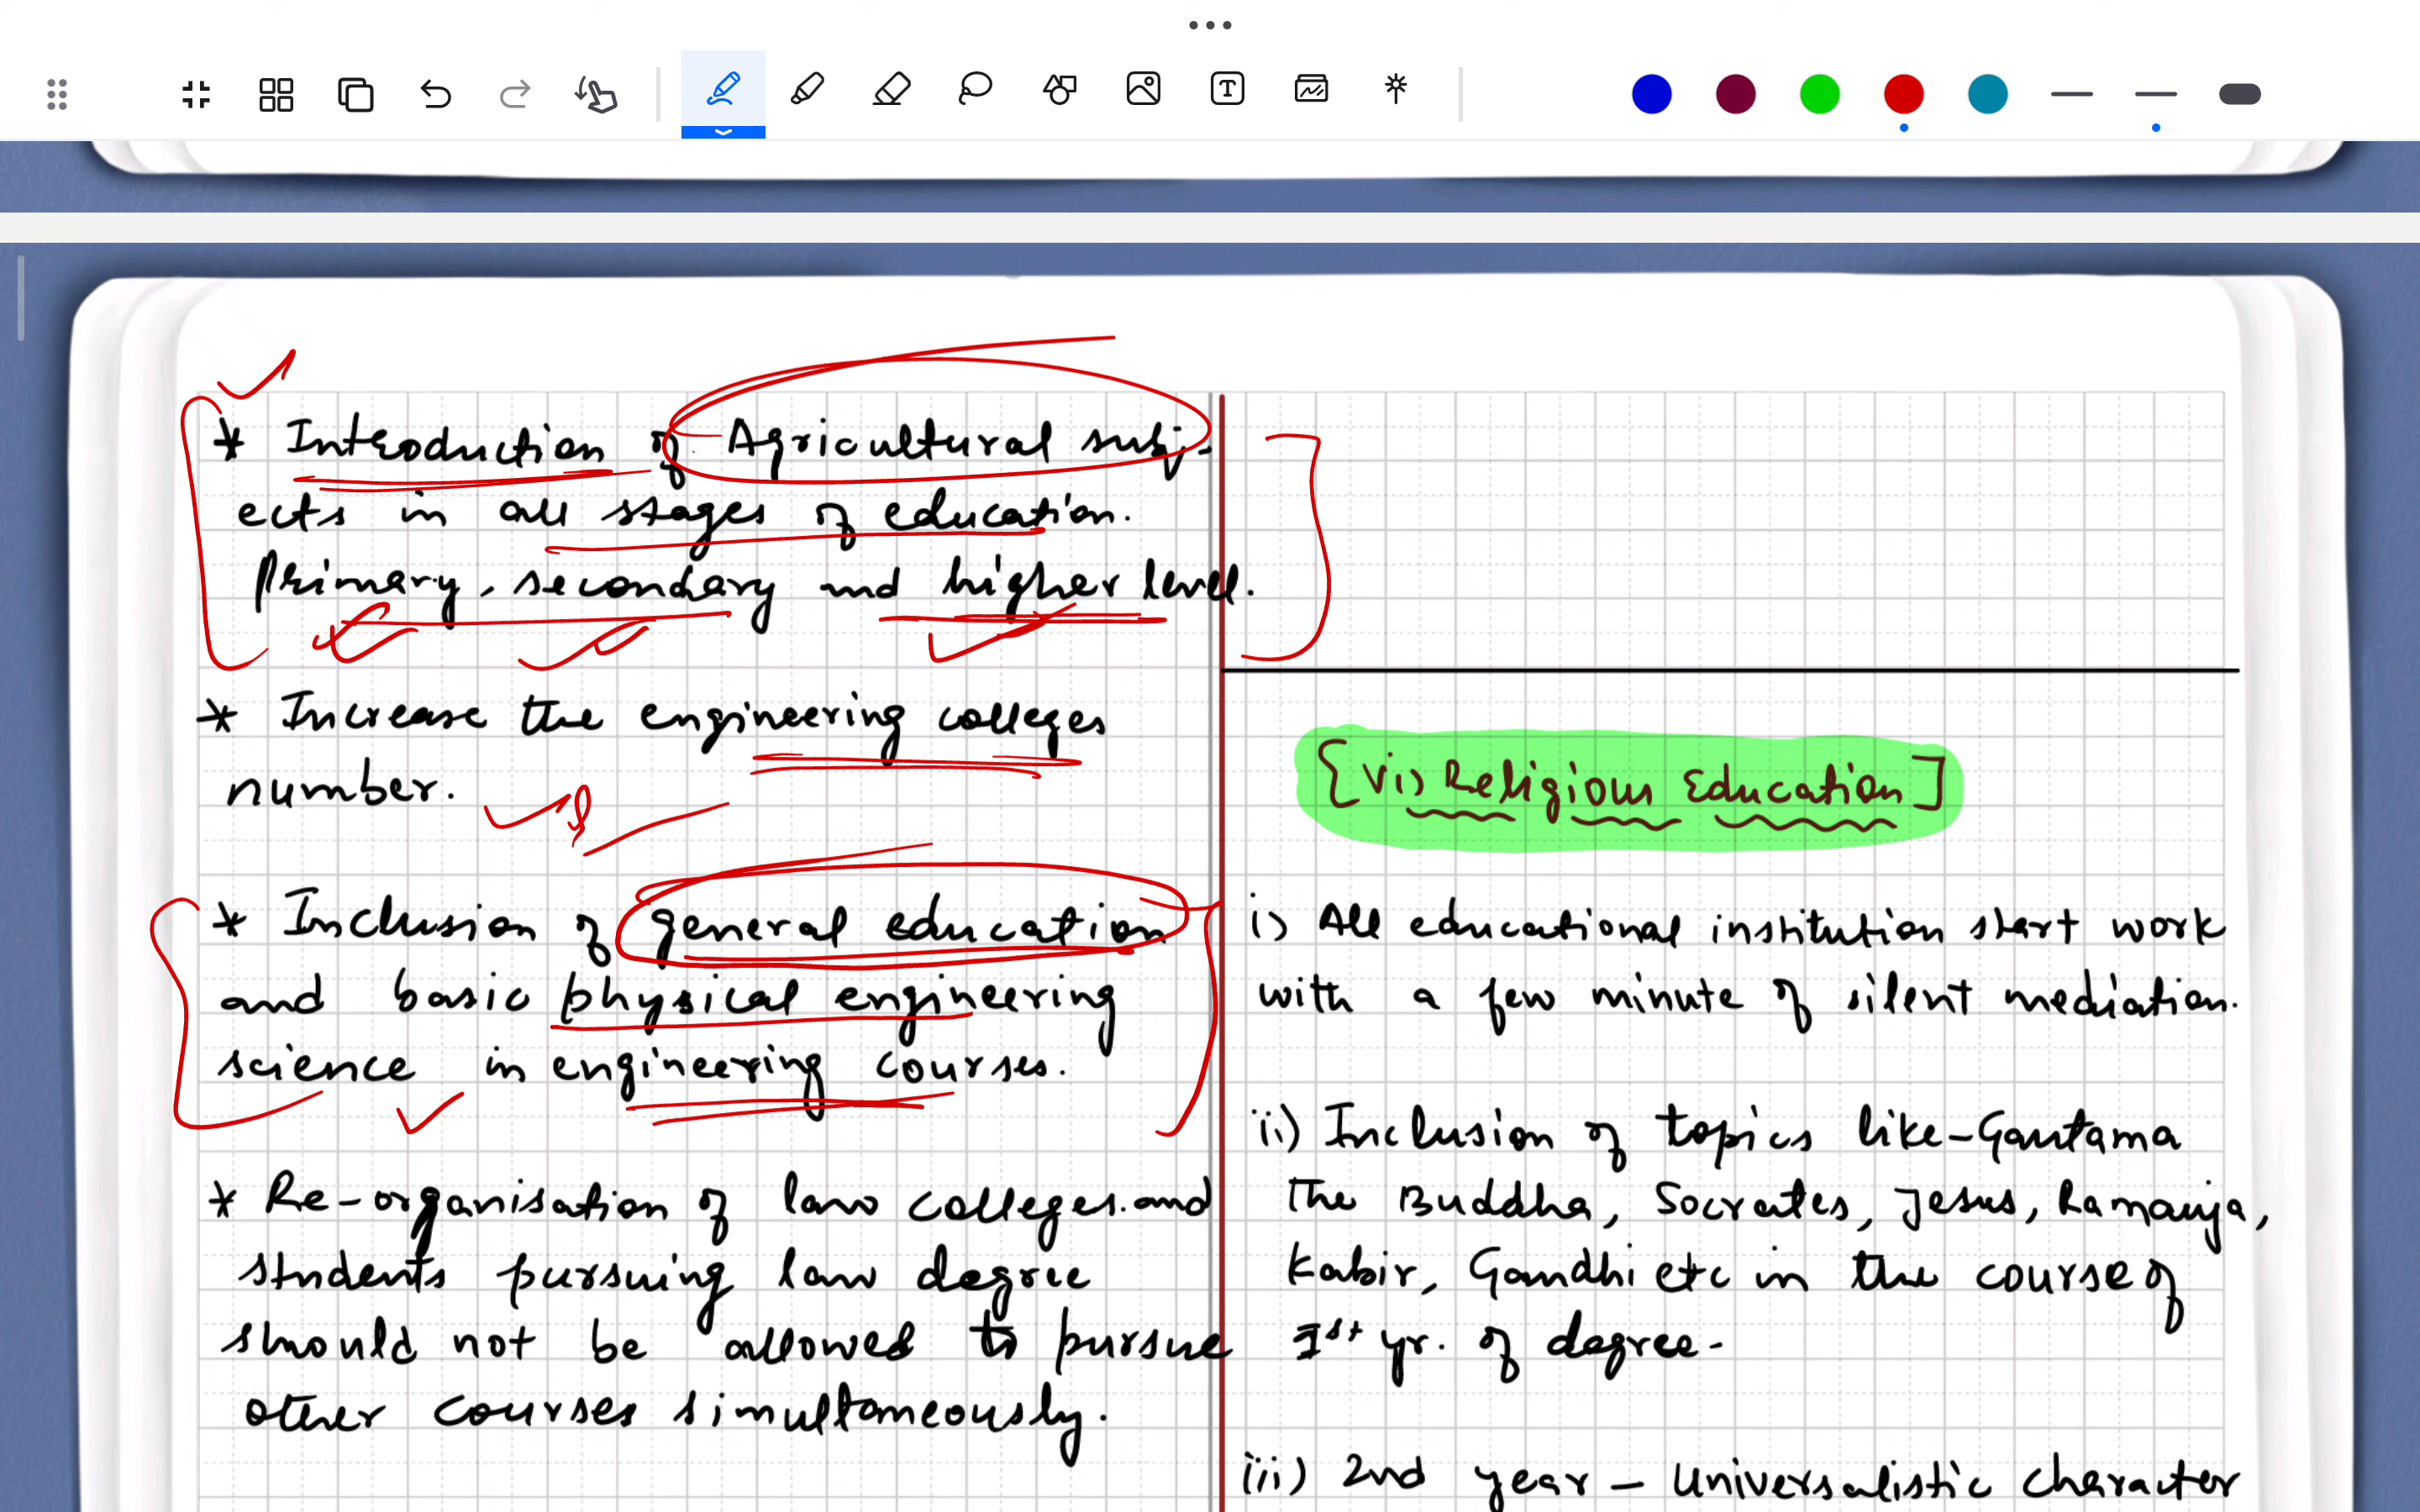 * Introduction of Agricultural subj-
ects in all stages of education.
Primary, secondary and higher level.
* Increase the engineering colleges
number.
* Inclusion of general education
and basic physical engineering
science in engineering courses.
* Re-organisation of law colleges.and
students pursuing law degree
should not be allowed to pursue
other courses simultaneously.
[vi) Religious Education]
i) All educational institution start work
with a few minute of silent mediation.
ii) Inclusion of topics like-Gautama
The Buddha, Socrates, Jesus, Ramanja,
Kabir, Gandhi etc in the course of
1st yr. of degree-
iii) 2nd year - Universalistic character